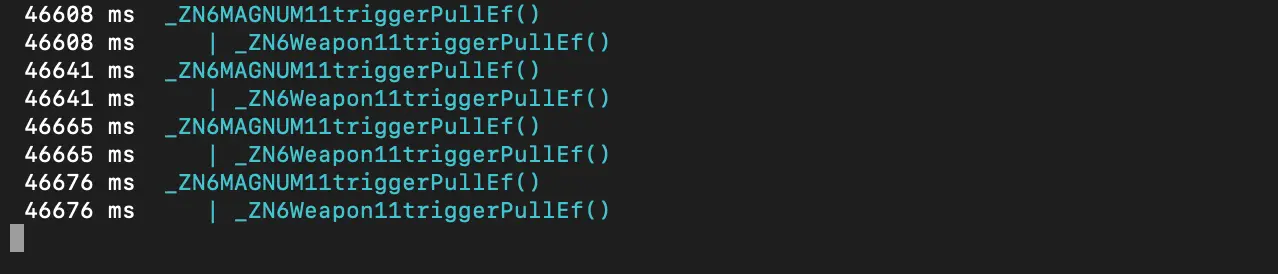 46608 ms  _ZN6MAGNUM11triggerPullEf()
46608 ms     | _ZN6Weapon11triggerPullEf()
46641 ms  _ZN6MAGNUM11triggerPullEf()
46641 ms     | _ZN6Weapon11triggerPullEf()
46665 ms  _ZN6MAGNUM11triggerPullEf()
46665 ms     | _ZN6Weapon11triggerPullEf()
46676 ms  _ZN6MAGNUM11triggerPullEf()
46676 ms     | _ZN6Weapon11triggerPullEf()